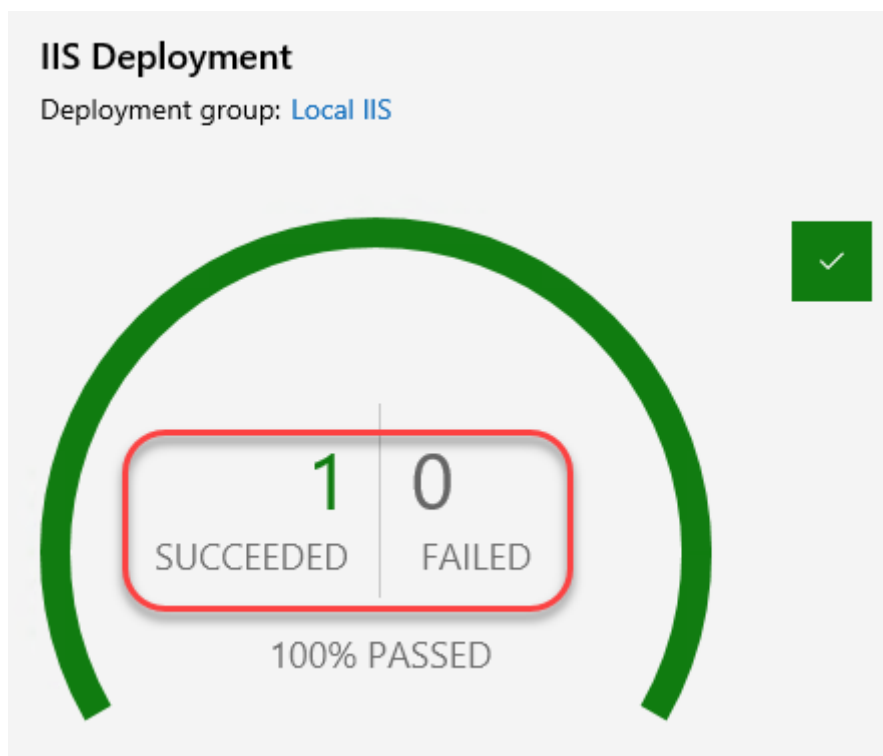 IIS Deployment
Deployment group: Local IIS
1 0
SUCCEEDED FAILED
100% PASSED